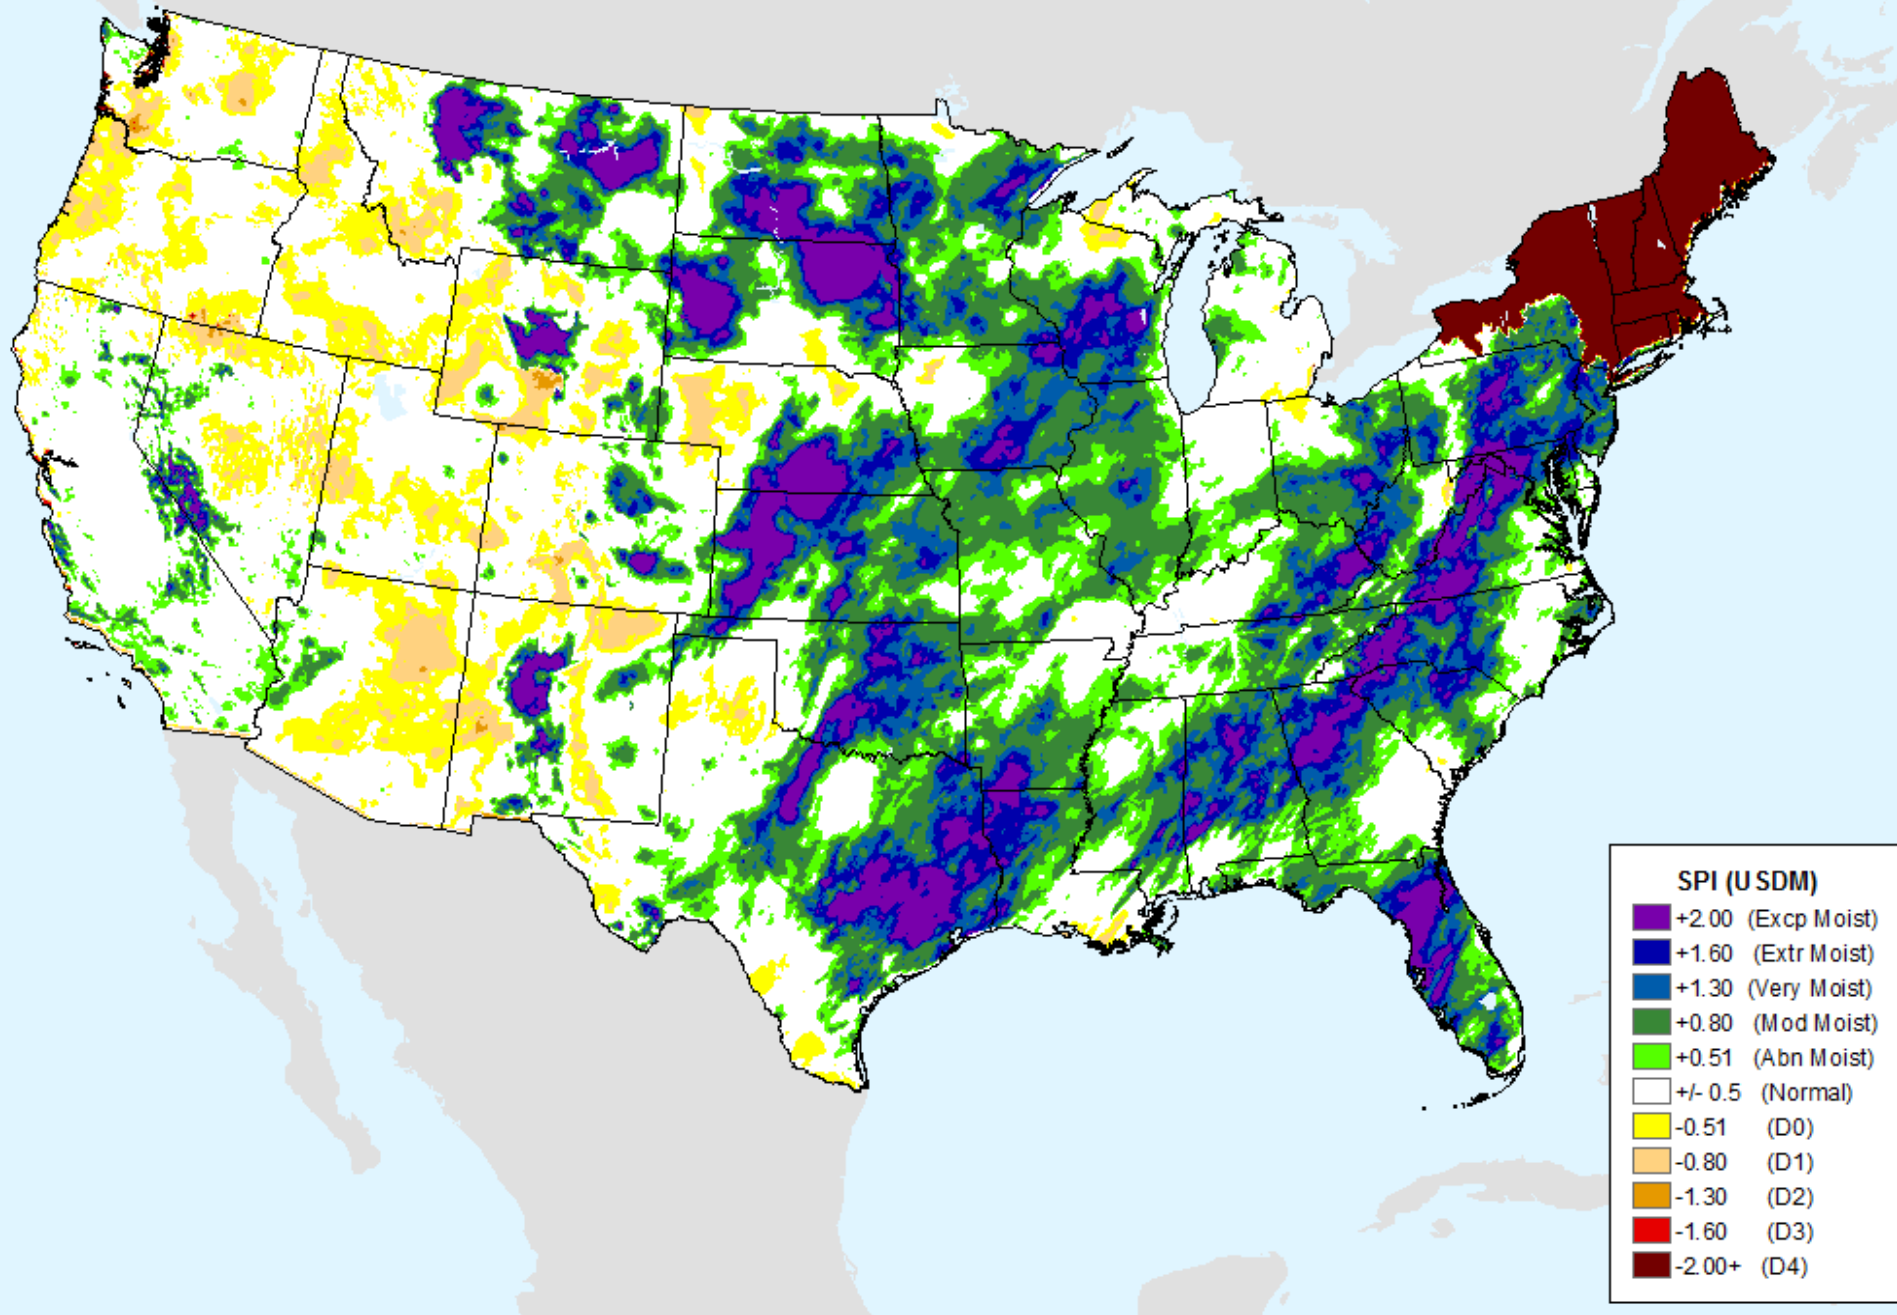 SPI (USDM)
+2.00 (Excp Moist)
+1.60 (Extr Moist)
+1.30 (Very Moist)
+0.80 (Mod Moist)
+0.51 (Abn Moist)
+/- 0.5 (Normal)
-0.51 (D0)
-0.80 (D1)
-1.30 (D2)
-1.60 (D3)
-2.00+ (D4)